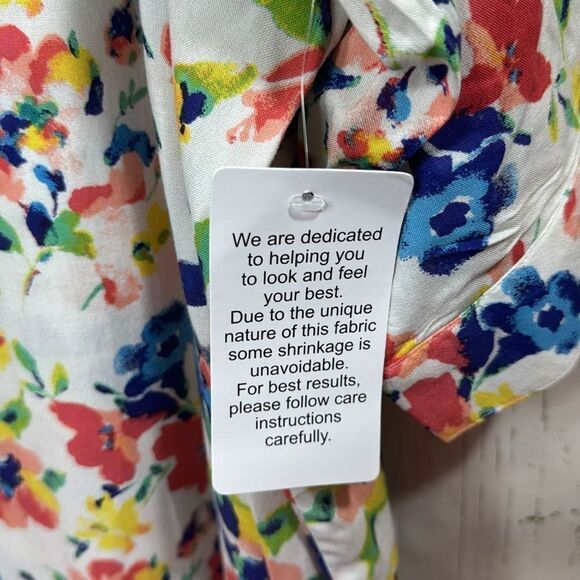 We are dedicated
to helping you
to look and feel
your best.
Due to the unique
nature of this fabric
some shrinkage is
unavoidable.
For best results,
please follow care
instructions
carefully.